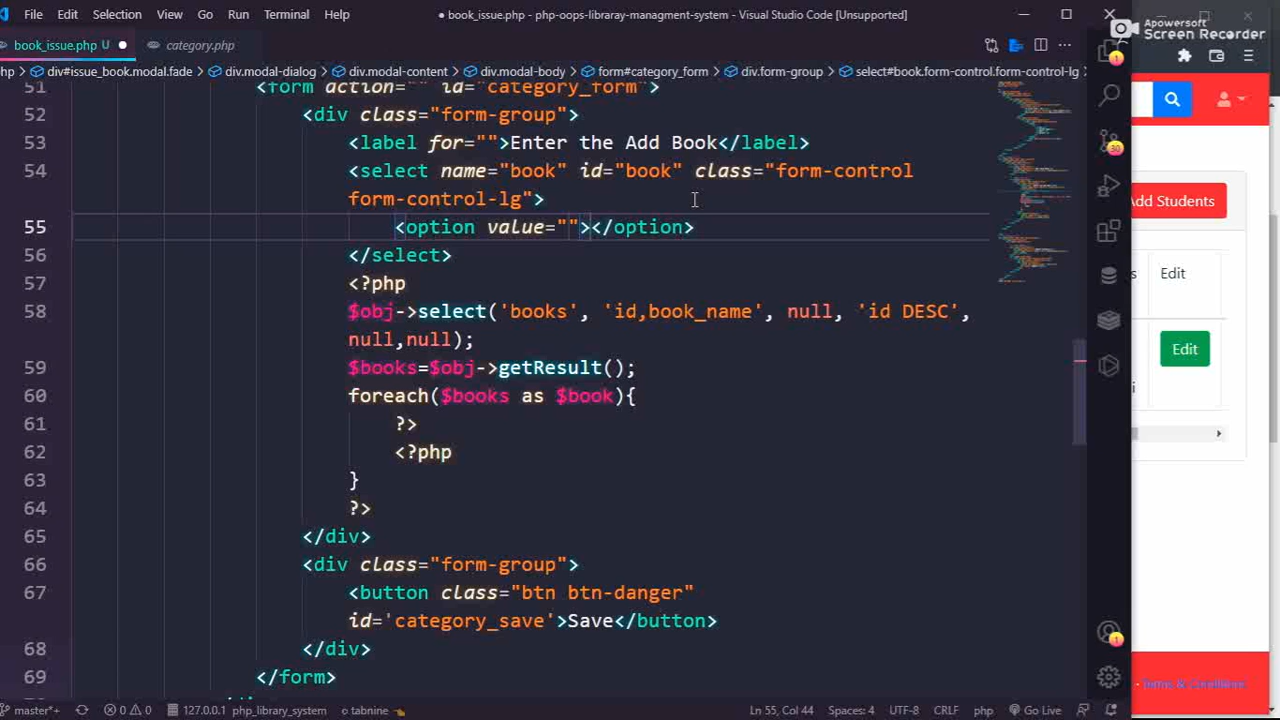 File Edit Selection View Go Run Terminal Help
● book_issue.php - php-oops-libraray-managment-system - Visual Studio Code [Unsupported]
Apowersoft
Screen Recorder
book_issue.php U ● category.php
php > div#issue_book.modal.fade > div.modal-dialog > div.modal-content > div.modal-body > form#category_form > div.form-group > select#book.form-control.form-control-lg
51 <form action="" id="category_form">
52 <div class="form-group">
53 <label for="">Enter the Add Book</label>
54 <select name="book" id="book" class="form-control
form-control-lg">
55 <option value=""></option>
56 </select>
57 <?php
58 $obj->select('books', 'id,book_name', null, 'id DESC',
null,null);
59 $books=$obj->getResult();
60 foreach($books as $book){
61 ?>
62 <?php
63 }
64 ?>
65 </div>
66 <div class="form-group">
67 <button class="btn btn-danger"
id='category_save'>Save</button>
68 </div>
69 </form>
1
30
1
1
Add Students
s Edit
Edit
i
- Terms & Conditions
master*+ 0 0 127.0.0.1 php_library_system tabnine Ln 55, Col 44 Spaces: 4 UTF-8 CRLF php Go Live